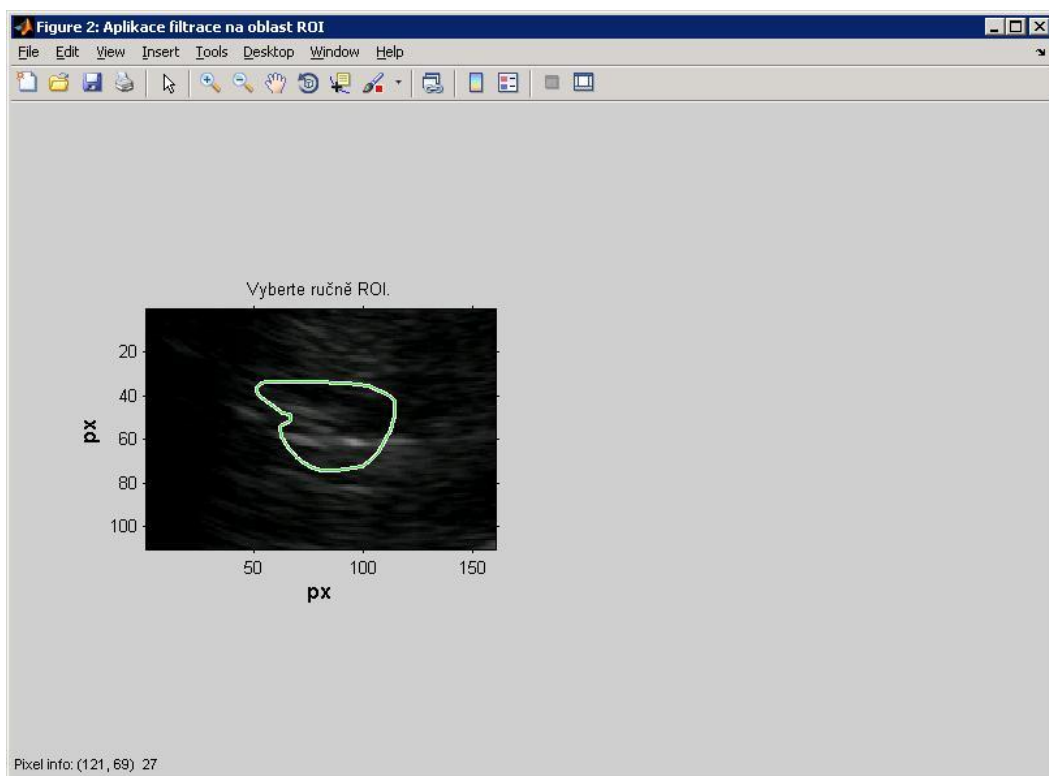 Figure 2: Aplikace filtrace na oblast ROI
File Edit View Insert Tools Desktop Window Help
Vyberte ručně ROI.
20
40
60
80
100
px
50 100 150
px
Pixel info: (121, 69) 27